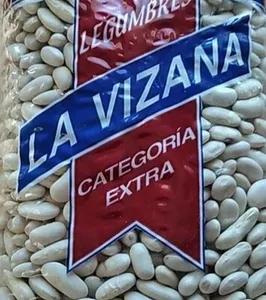 LEGUMBRES
LA VIZANA
CATEGORÍA
EXTRA